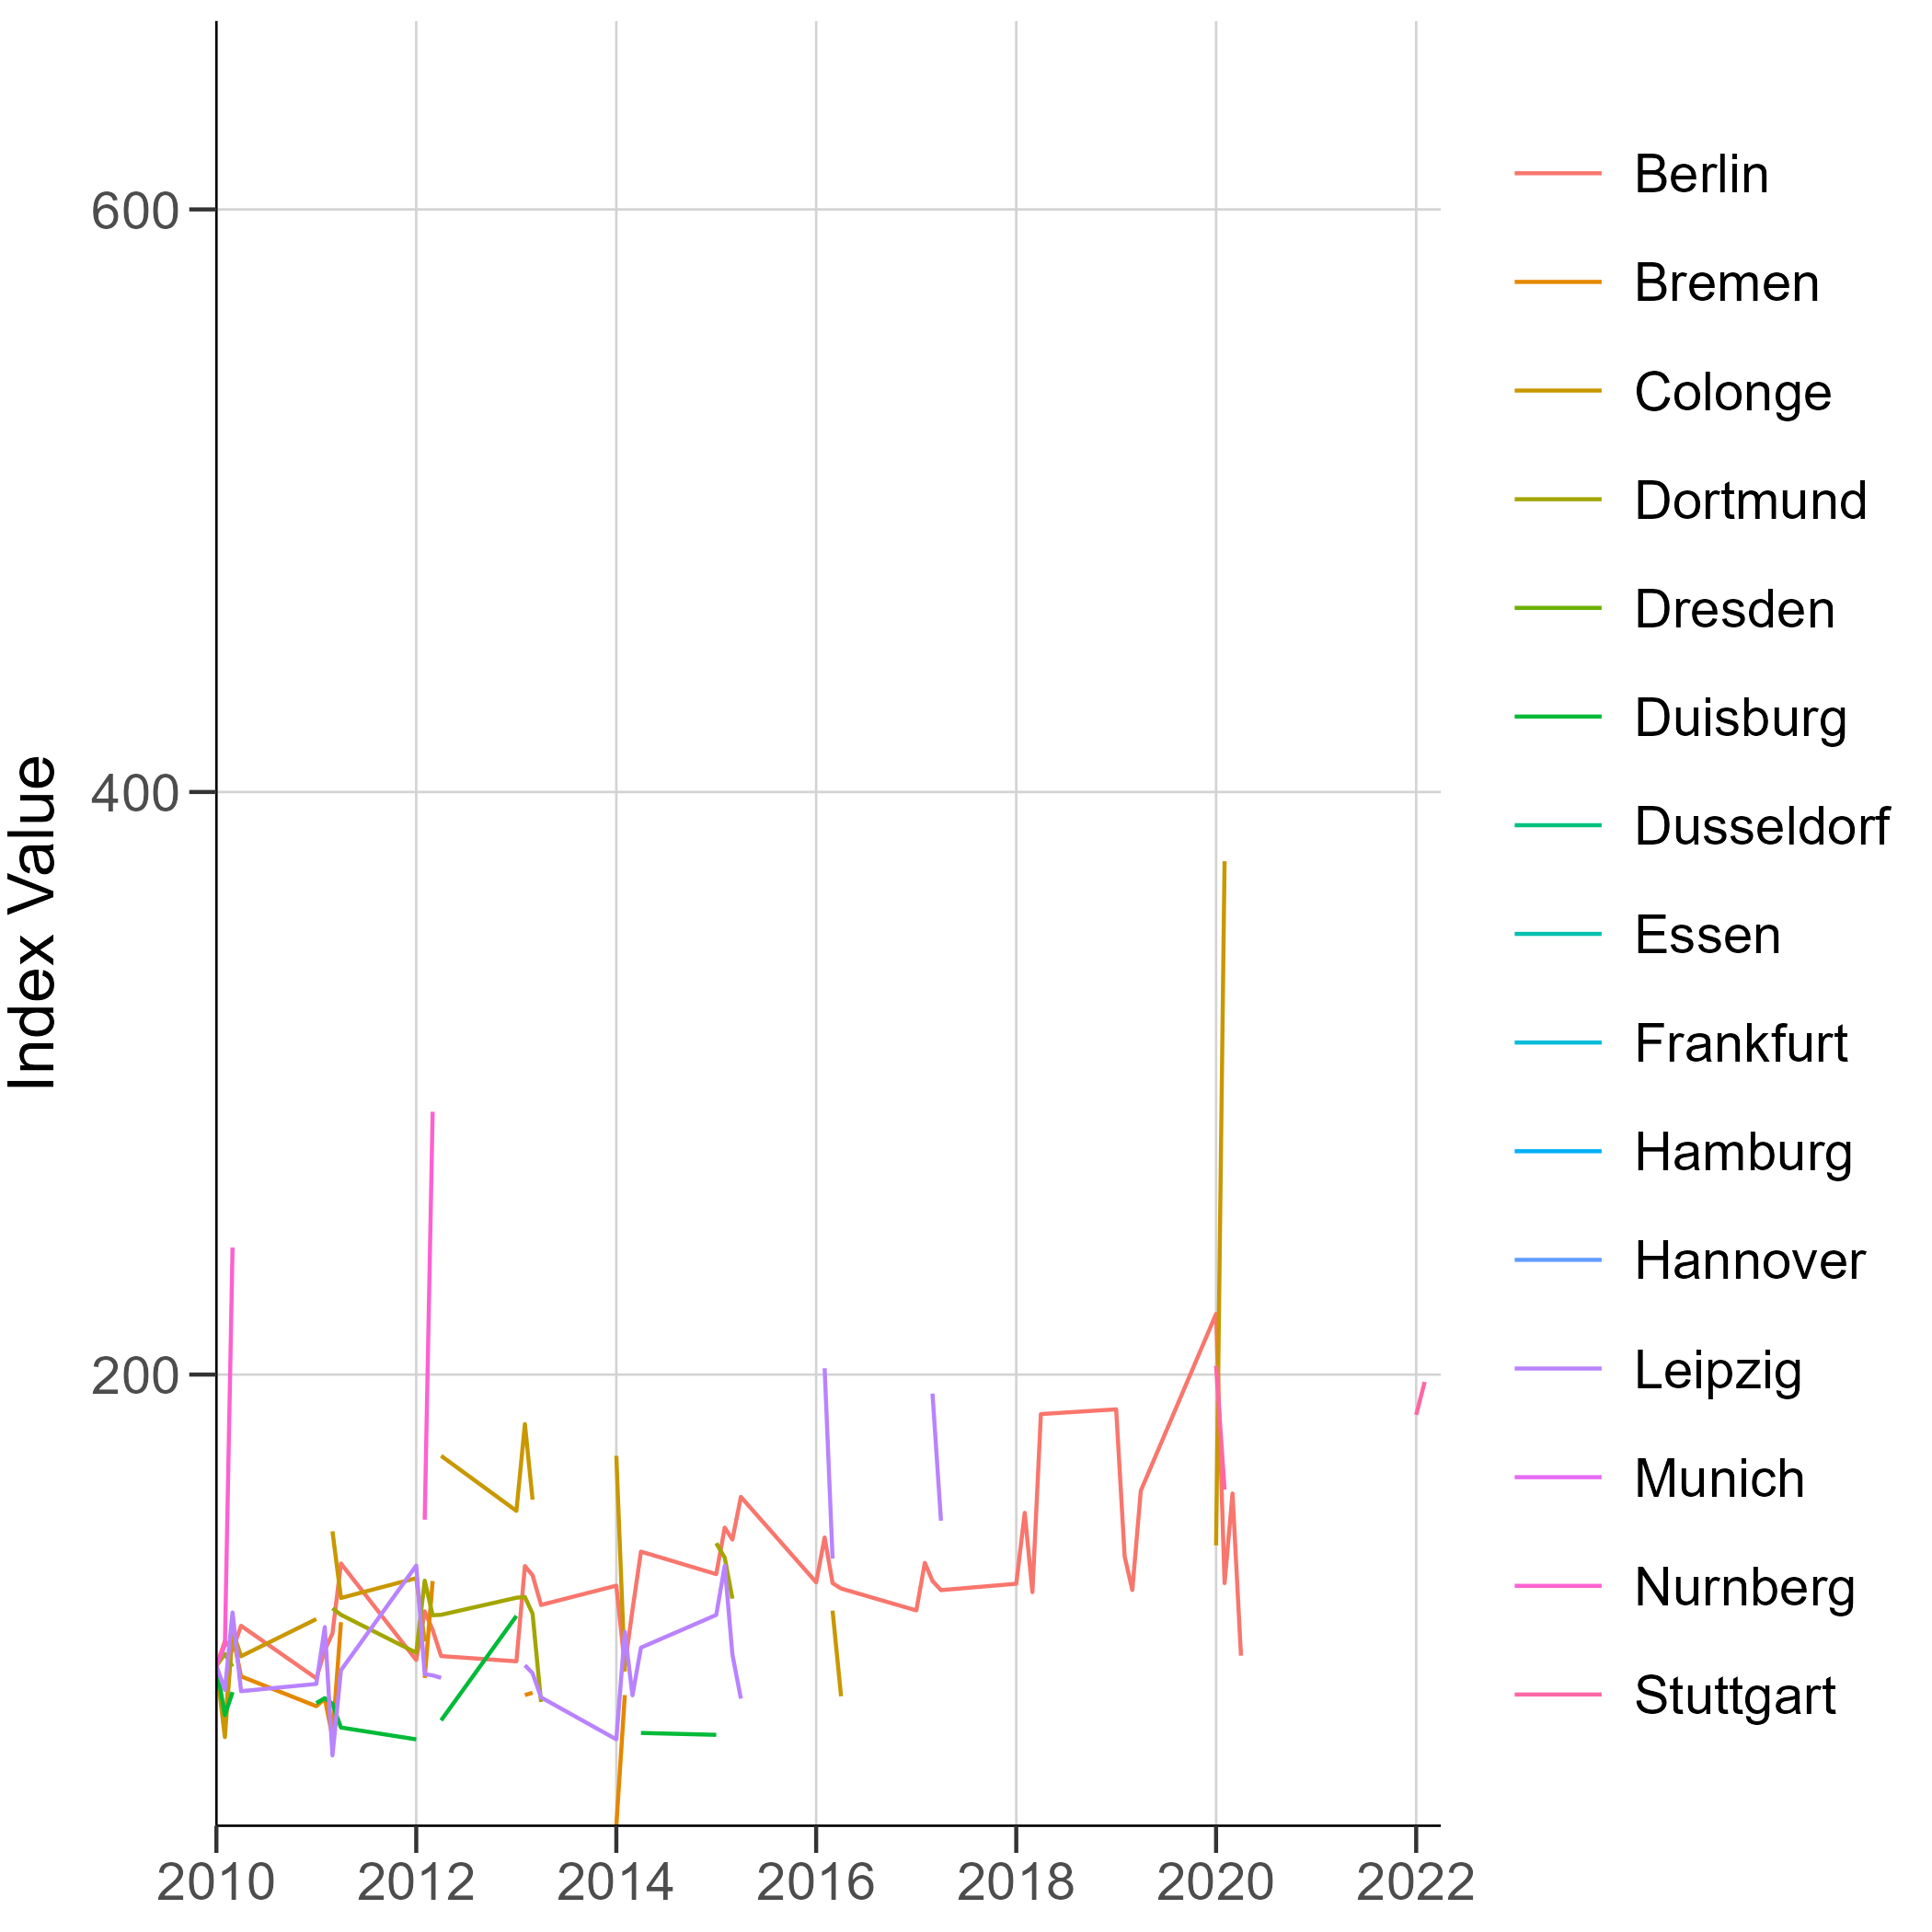 Index Value
600
400
200
2010 2012 2014 2016 2018 2020 2022
Berlin
Bremen
Colonge
Dortmund
Dresden
Duisburg
Dusseldorf
Essen
Frankfurt
Hamburg
Hannover
Leipzig
Munich
Nurnberg
Stuttgart